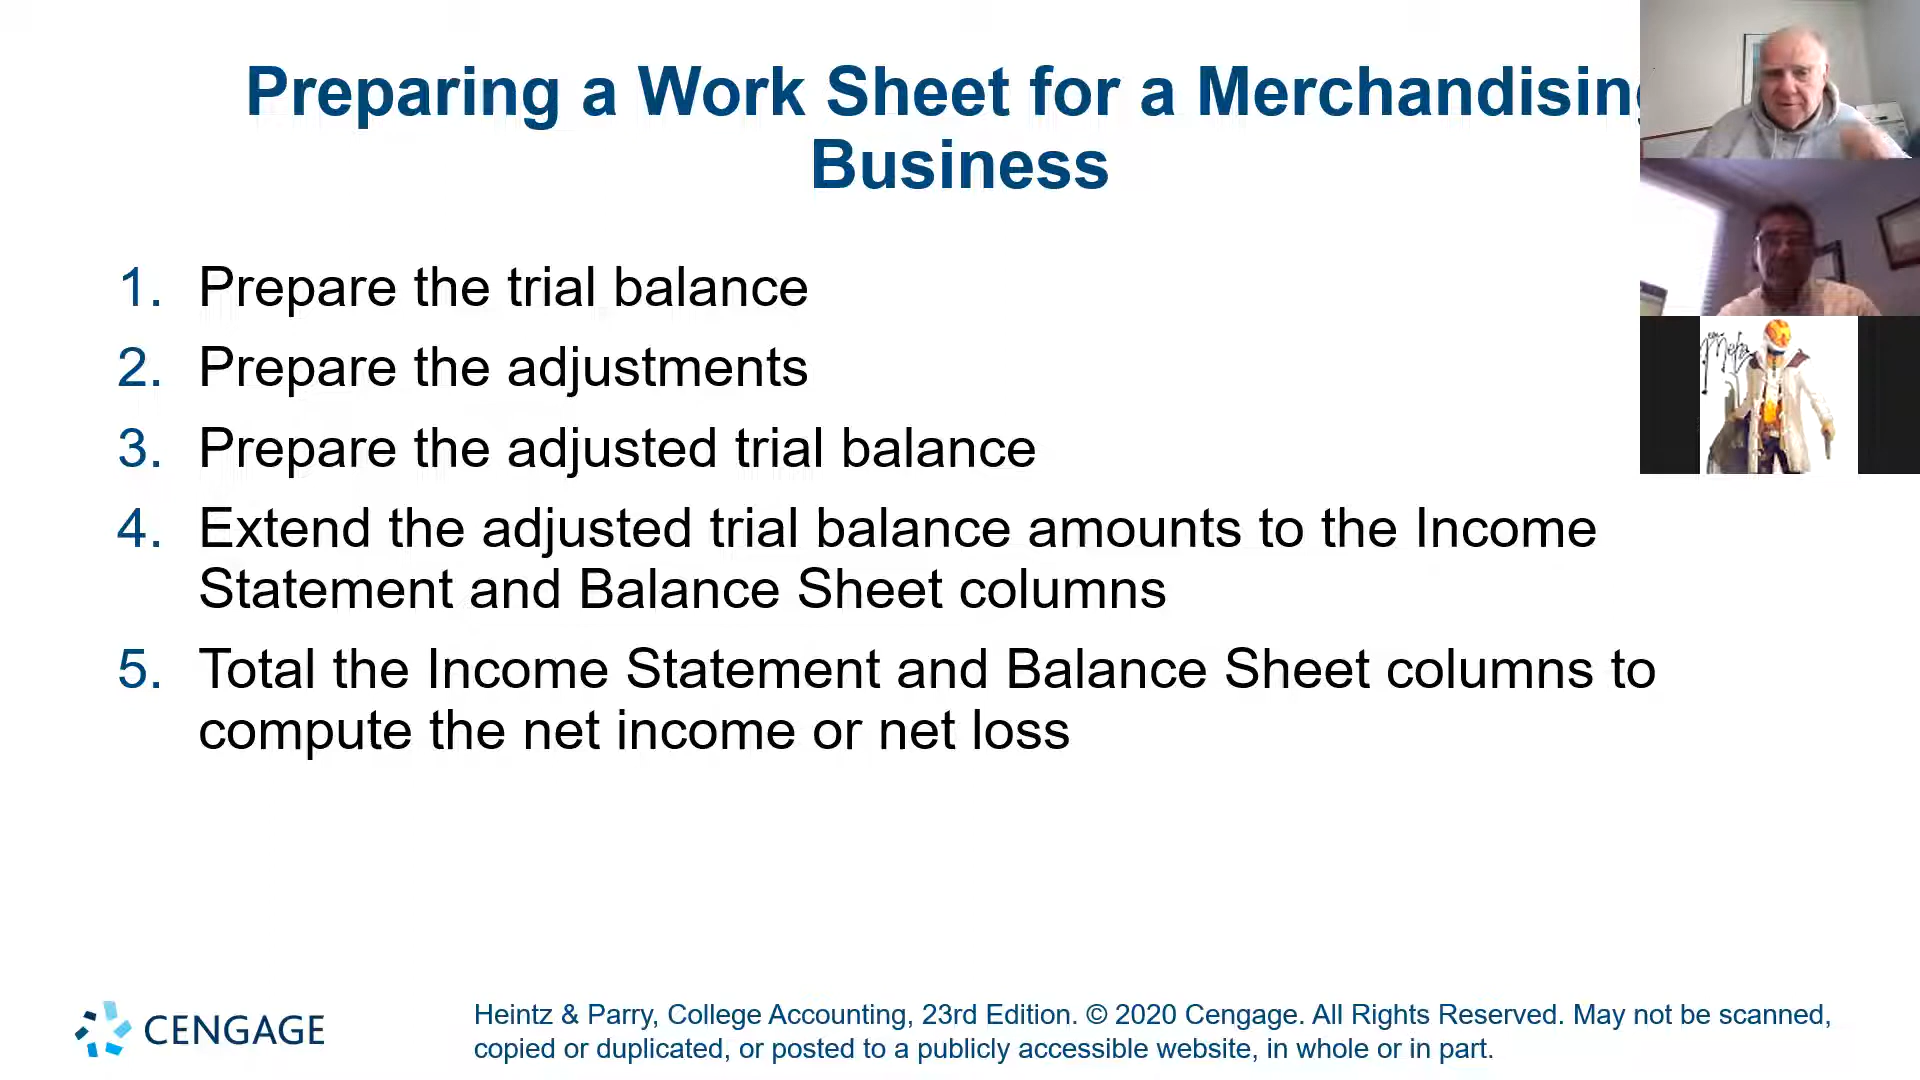 Preparing a Work Sheet for a Merchandising
Business
1. Prepare the trial balance
2. Prepare the adjustments
3. Prepare the adjusted trial balance
4. Extend the adjusted trial balance amounts to the Income
Statement and Balance Sheet columns
5. Total the Income Statement and Balance Sheet columns to
compute the net income or net loss
CENGAGE
Heintz & Parry, College Accounting, 23rd Edition. © 2020 Cengage. All Rights Reserved. May not be scanned,
copied or duplicated, or posted to a publicly accessible website, in whole or in part.